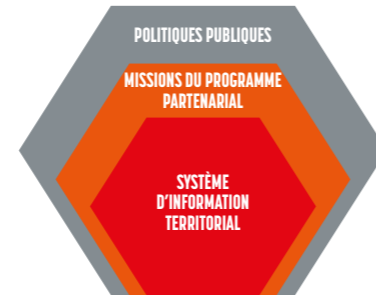 POLITIQUES PUBLIQUES
MISSIONS DU PROGRAMME
PARTENARIAL
SYSTÈME
D'INFORMATION
TERRITORIAL